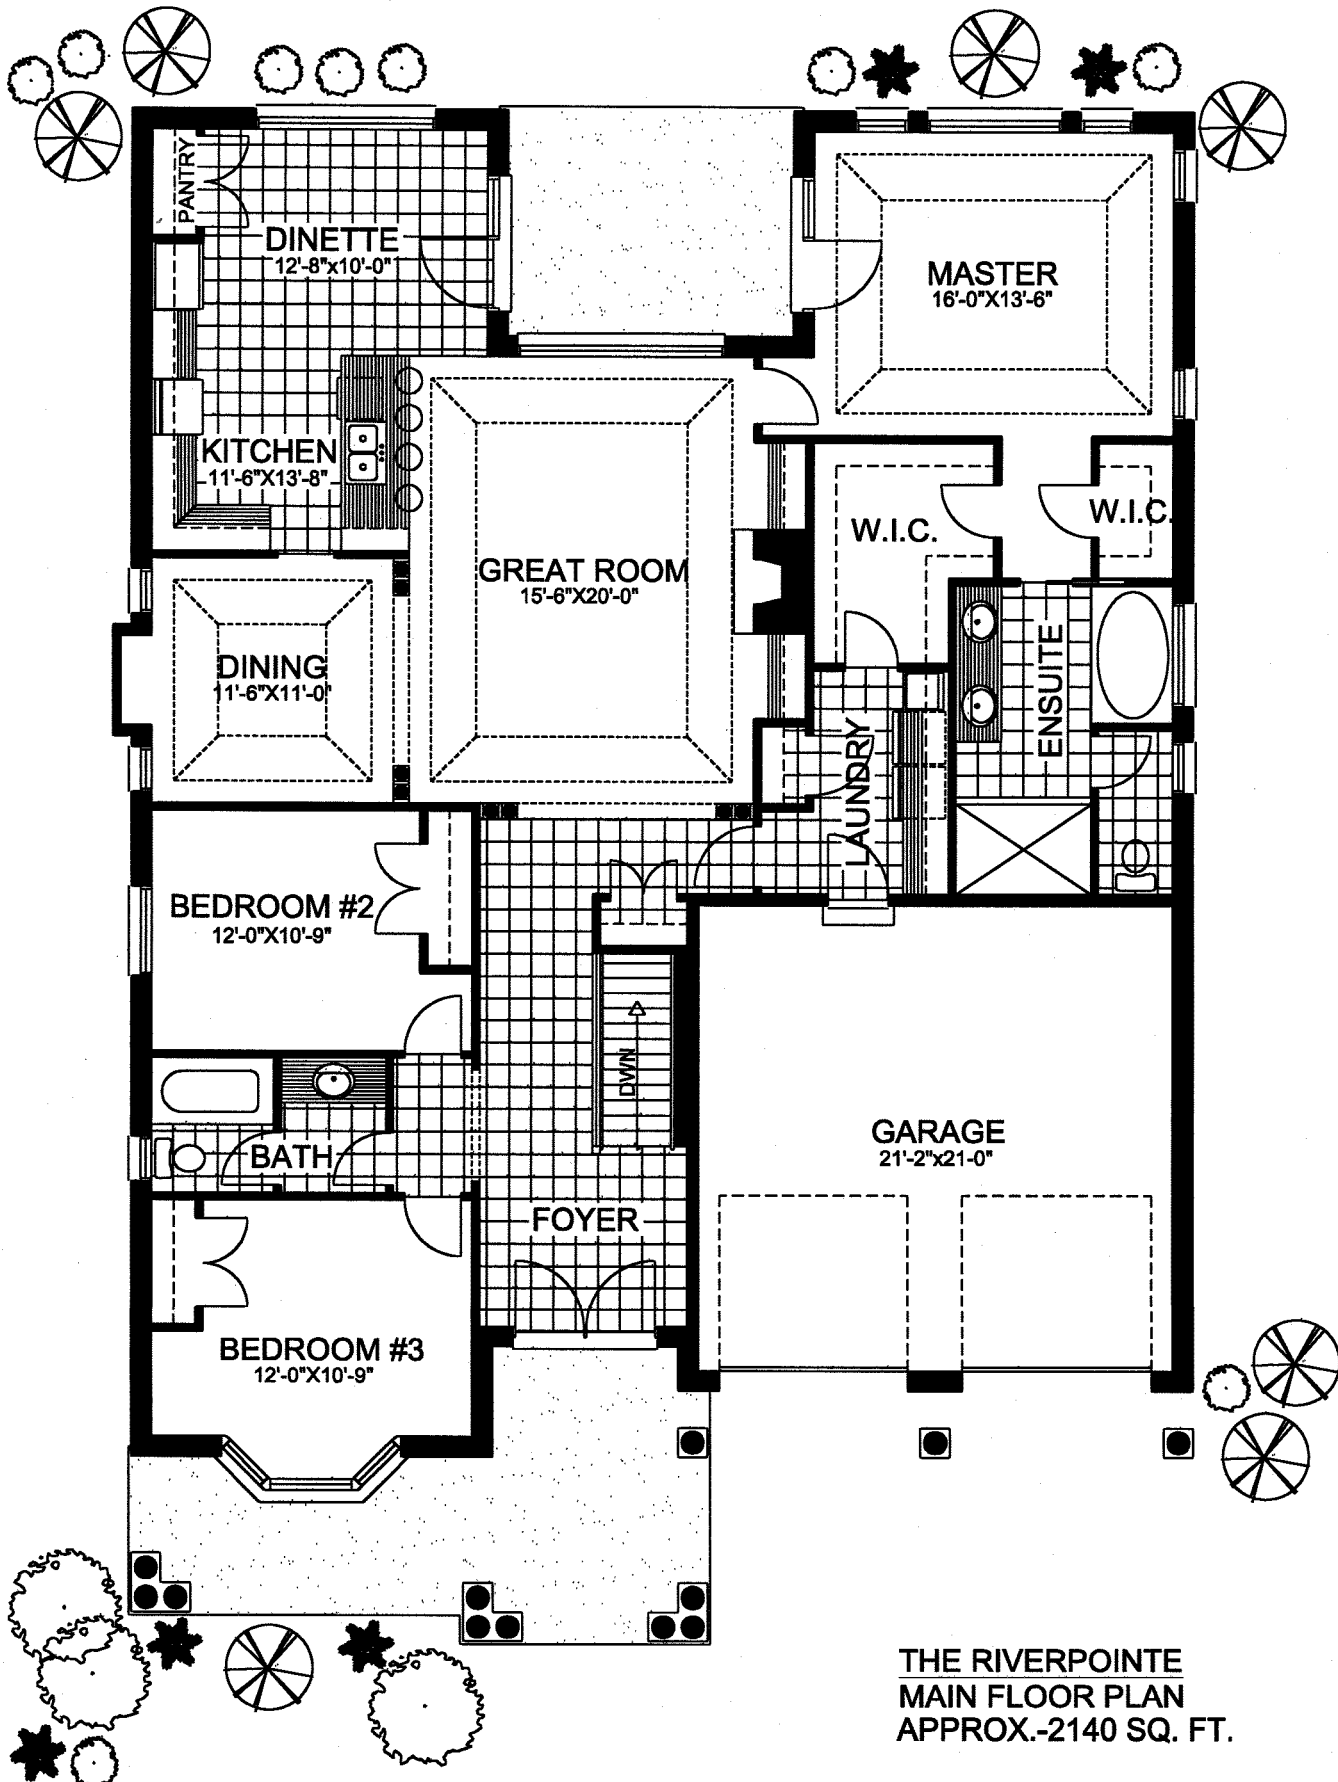 PANTRY
DINETTE
12'-8"x10'-0"
MASTER
16'-0"X13'-6"
KITCHEN
11'-6"X13'-8"
W.I.C.
W.I.C.
GREAT ROOM
15'-6"X20'-0"
DINING
11'-6"X11'-0"
ENSUITE
LAUNDRY
BEDROOM #2
12'-0"X10'-9"
DWN
BATH
GARAGE
21'-2"x21-0"
FOYER
BEDROOM #3
12'-0"X10'-9"
THE RIVERPOINTE
MAIN FLOOR PLAN
APPROX.-2140 SQ. FT.